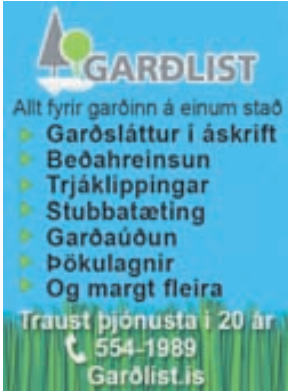 GARÐLIST
Allt fyrir garðinn á einum stað
Garðsláttur í áskrift
Beðahreinsun
Trjáklippingar
Stubbatæting
Garðaúðun
Þökulagnir
Og margt fleira
Traust þjónusta í 20 ár
554-1989
Garðlist.is